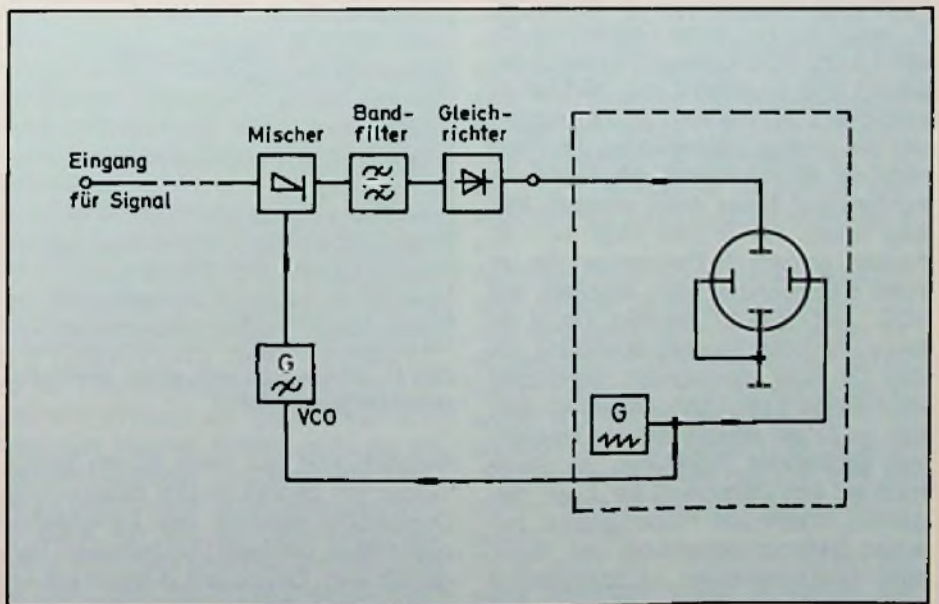 Eingang
für Signal
Mischer
Band-
filter
Gleich-
richter
G
VCO
G